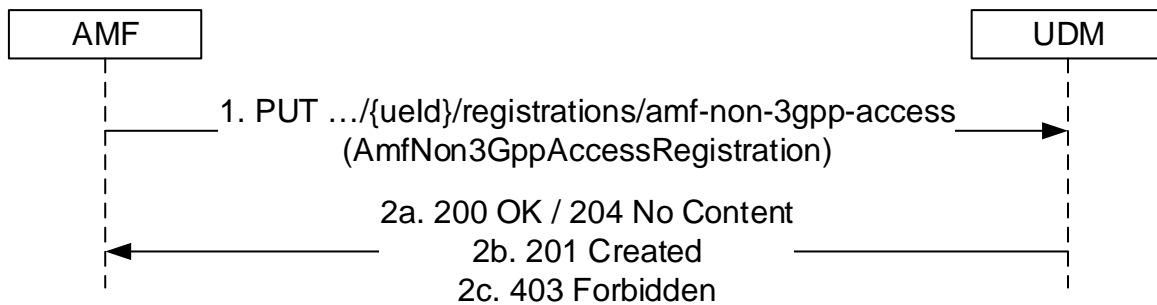 AMF
UDM
1. PUT …/{ueId}/registrations/amf-non-3gpp-access
(AmfNon3GppAccessRegistration)
2a. 200 OK / 204 No Content
2b. 201 Created
2c. 403 Forbidden